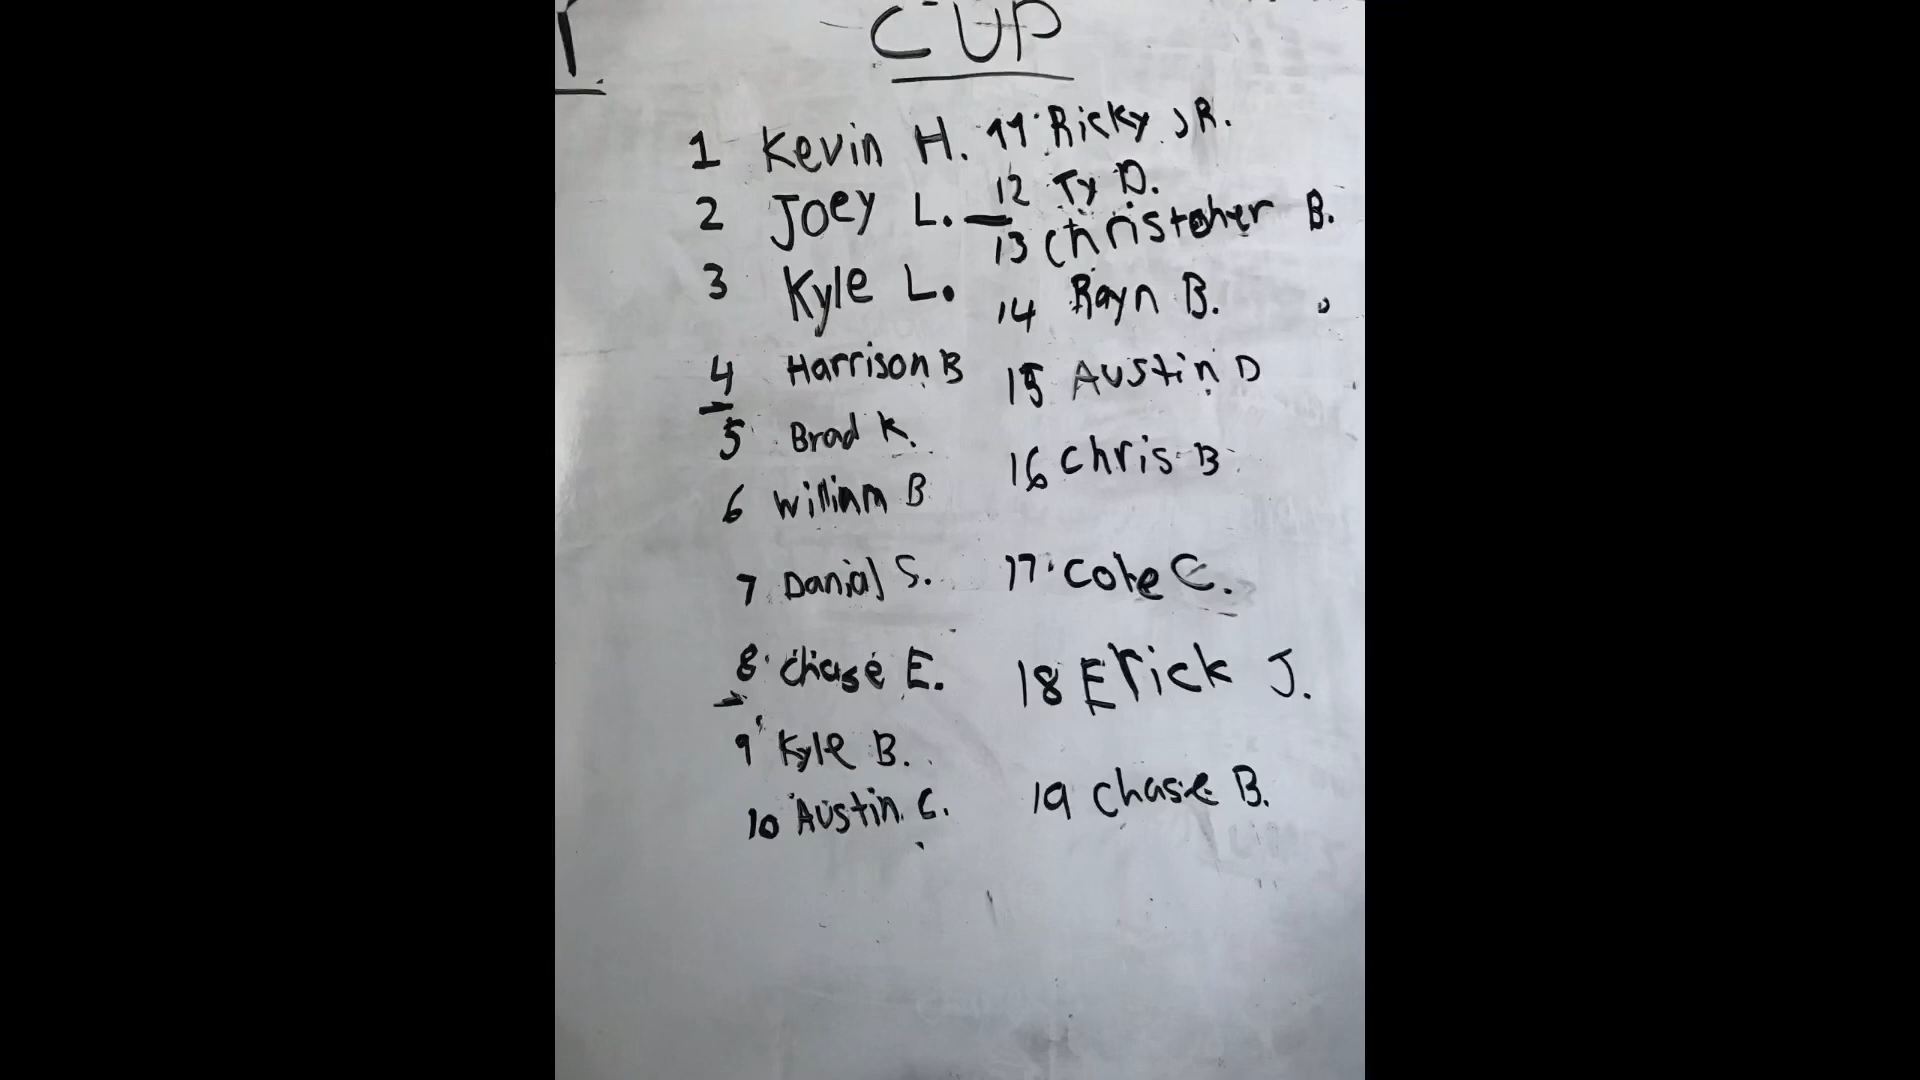 CUP
1 Kevin H.
2 Joey L.
3 Kyle L.
4 Harrison B
5 Brad K.
6 William B
7 Danial S.
8 Chase E.
9 Kyle B.
10 Austin C.
11 Ricky JR.
12 Ty D.
13 Christoher B.
14 Rayn B.
15 Austin D
16 Chris B
17 Cole C.
18 Erick J.
19 Chase B.